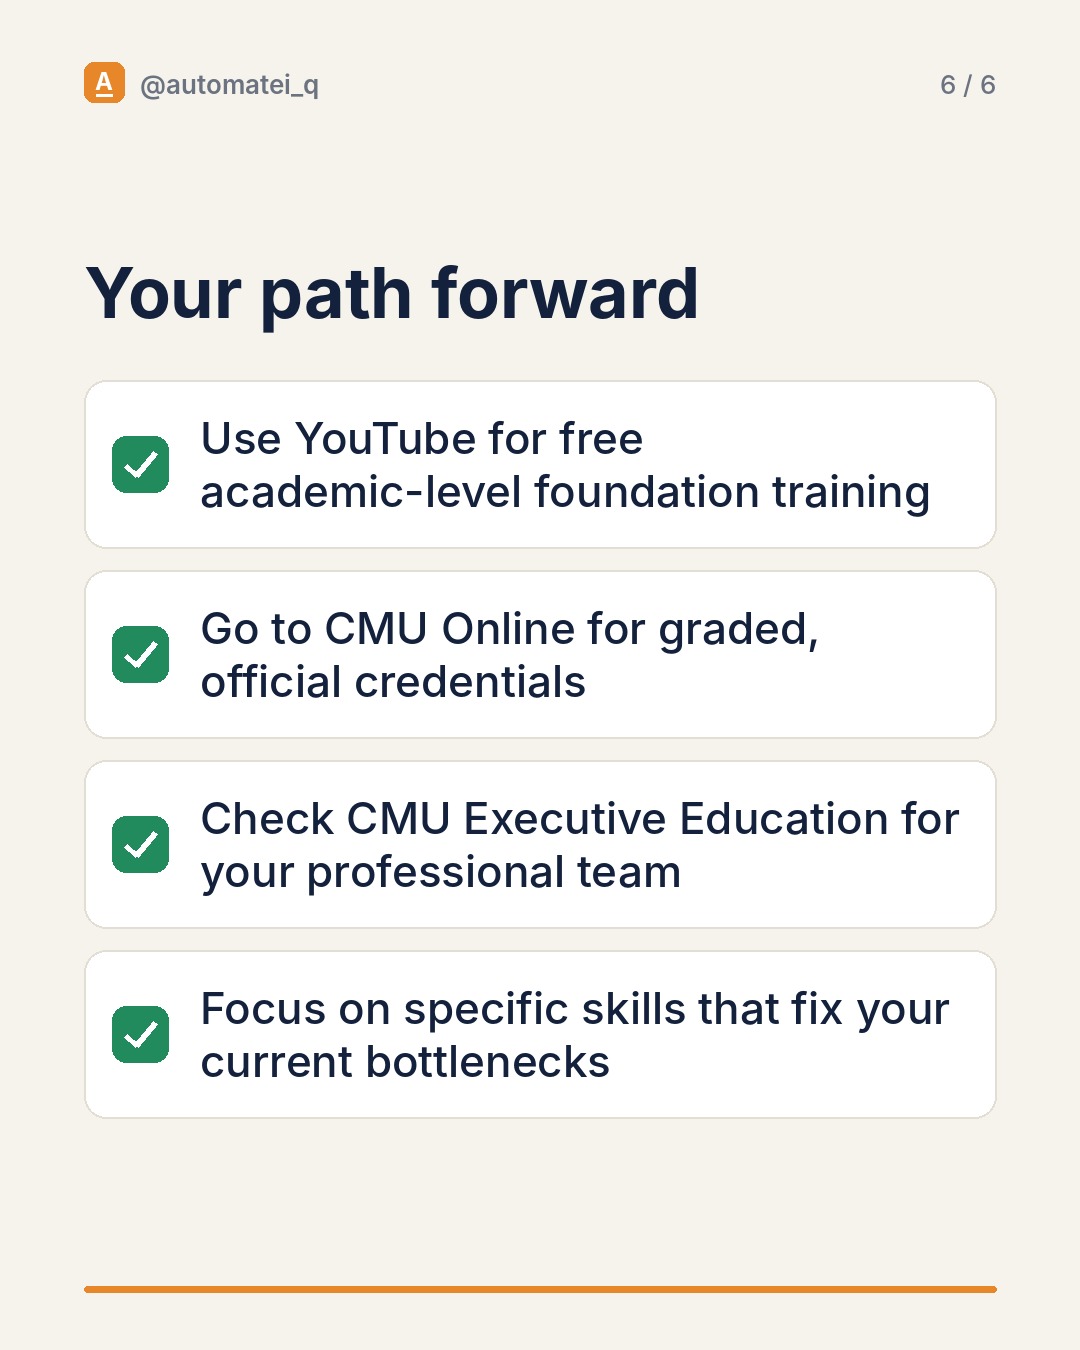 A
@automatei_q
6 / 6
Your path forward
Use YouTube for free
academic-level foundation training
Go to CMU Online for graded,
official credentials
Check CMU Executive Education for
your professional team
Focus on specific skills that fix your
current bottlenecks